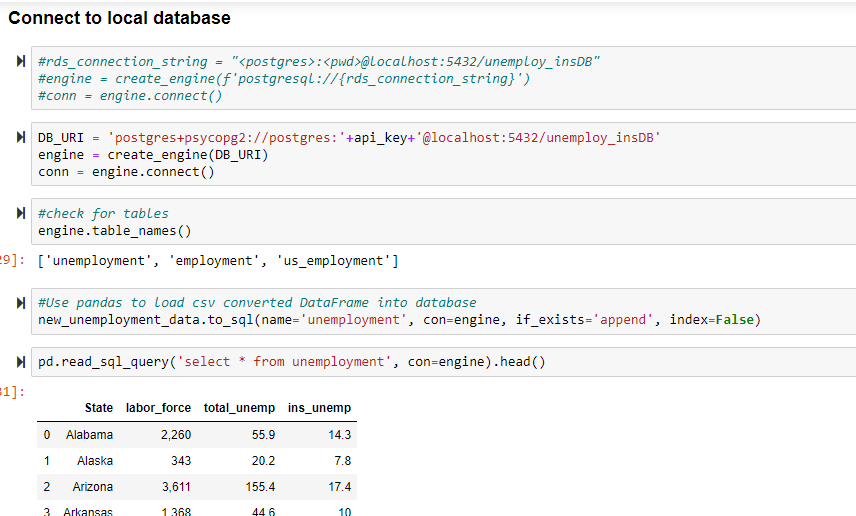 Connect to local database
#rds_connection_string = "<postgres>:<pwd>@localhost:5432/unemploy_insDB"
#engine = create_engine(f'postgresql://{rds_connection_string}')
#conn = engine.connect()
DB_URI = 'postgres+psycopg2://postgres:'+api_key+'@localhost:5432/unemploy_insDB'
engine = create_engine(DB_URI)
conn = engine.connect()
#check for tables
engine.table_names()
29]: ['unemployment', 'employment', 'us_employment']
#Use pandas to load csv converted DataFrame into database
new_unemployment_data.to_sql(name='unemployment', con=engine, if_exists='append', index=False)
pd.read_sql_query('select * from unemployment', con=engine).head()
31]:
State labor_force total_unemp ins_unemp
0 Alabama 2,260 55.9 14.3
1 Alaska 343 20.2 7.8
2 Arizona 3,611 155.4 17.4
3 Arkansas 1,368 44.6 10